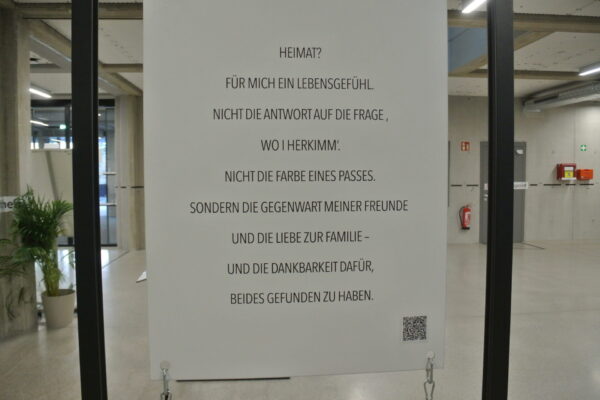 HEIMAT?
FÜR MICH EIN LEBENSGEFÜHL.
NICHT DIE ANTWORT AUF DIE FRAGE ,
WO I HERKIMM'.
NICHT DIE FARBE EINES PASSES.
SONDERN DIE GEGENWART MEINER FREUNDE
UND DIE LIEBE ZUR FAMILIE –
UND DIE DANKBARKEIT DAFÜR,
BEIDES GEFUNDEN ZU HABEN.